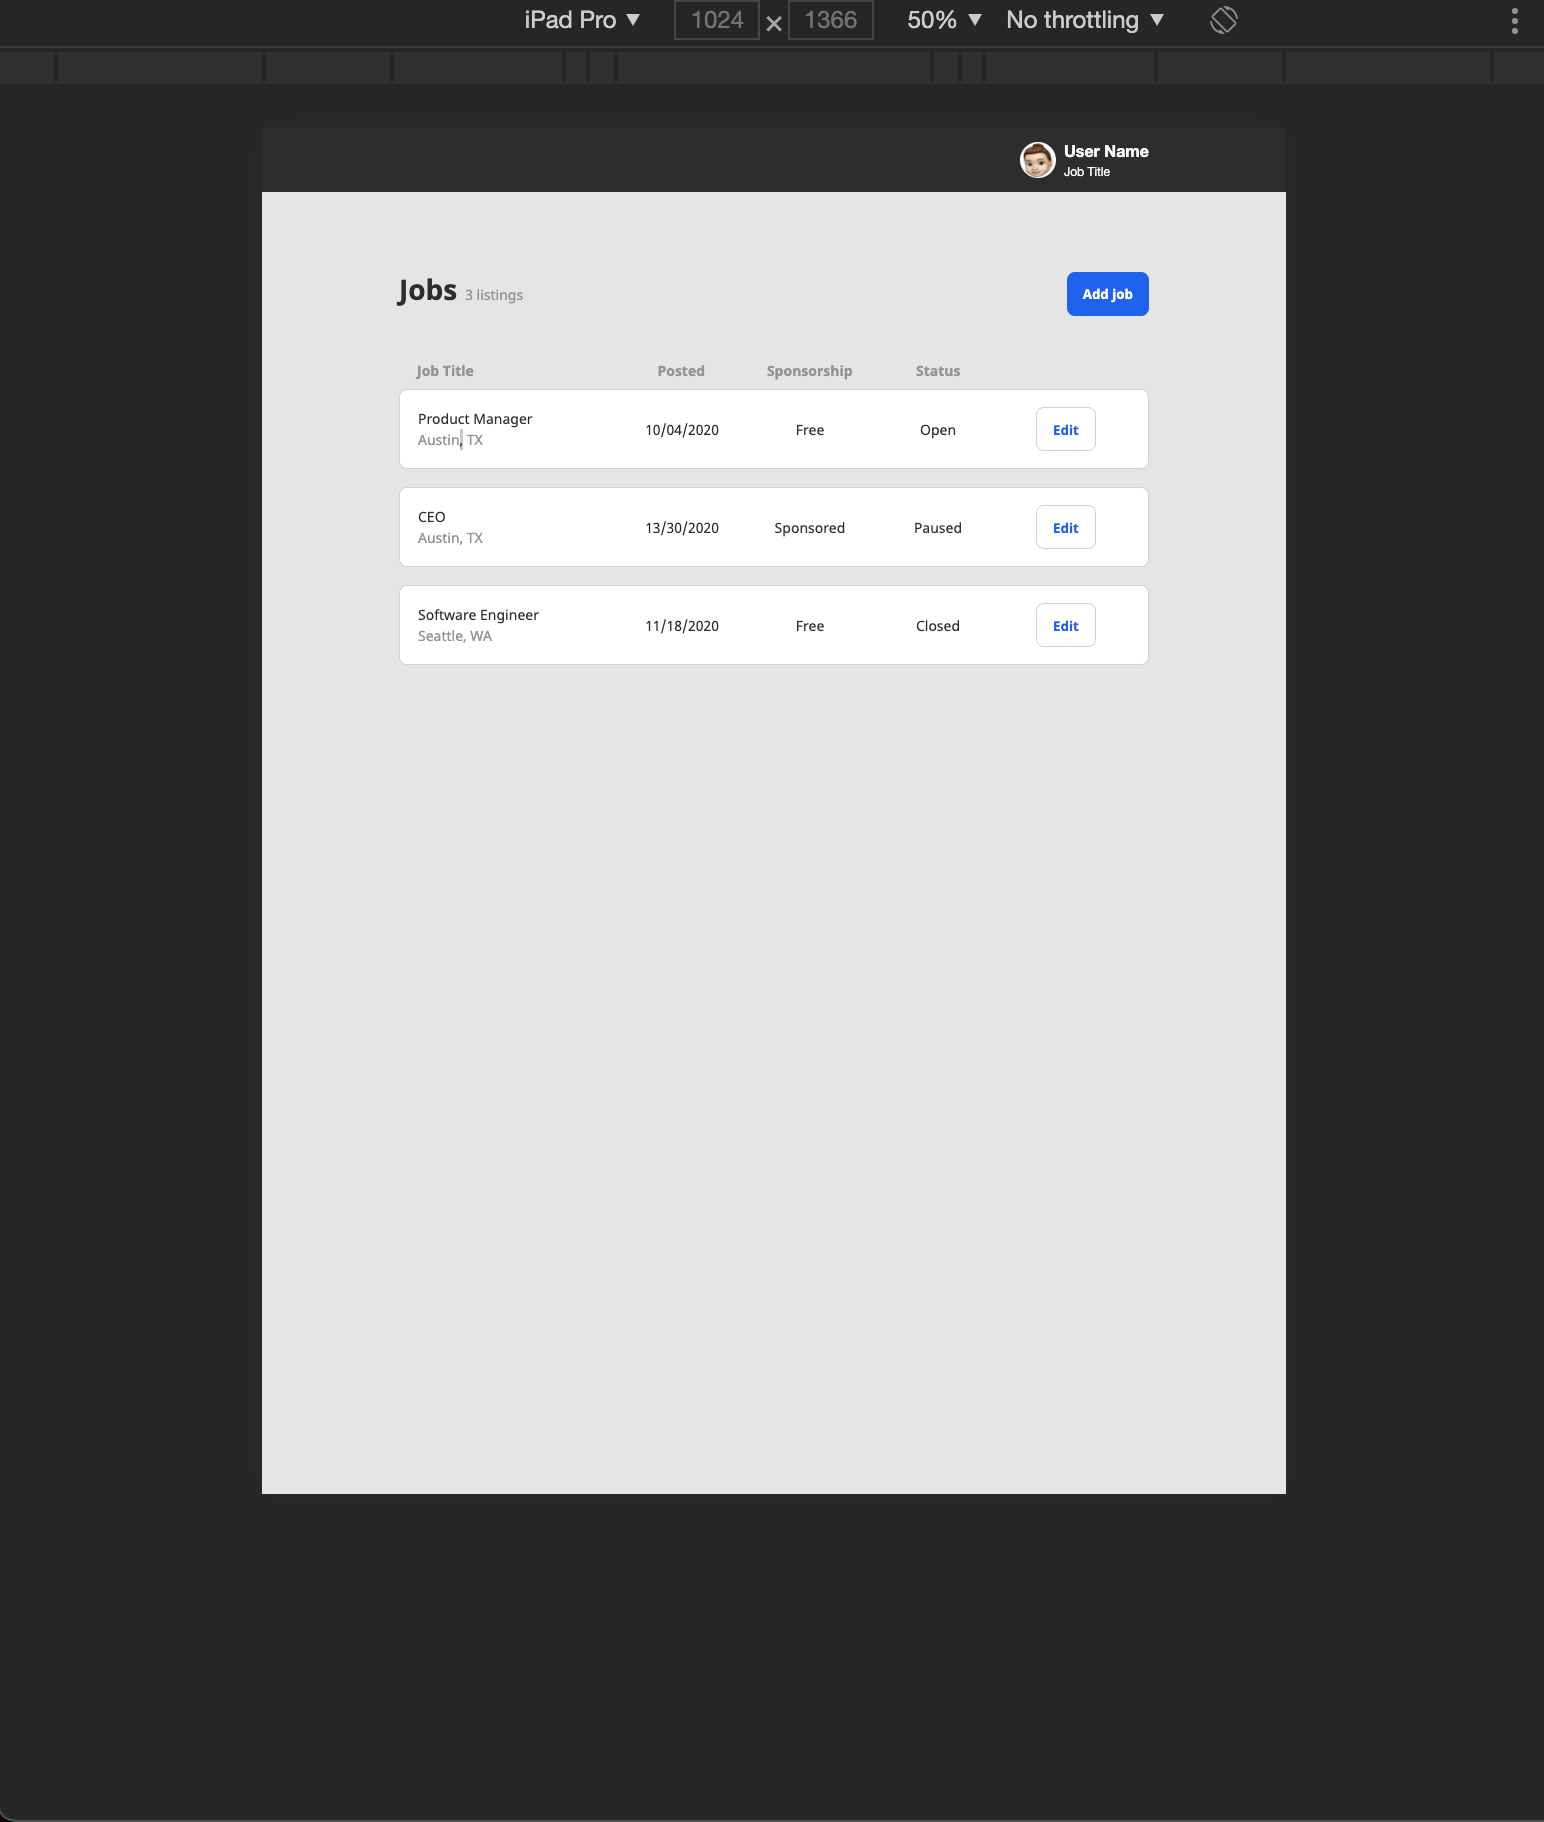 iPad Pro ▼ 1024 × 1366 50% ▼ No throttling ▼
User Name
Job Title
Jobs 3 listings
Add job
Job Title Posted Sponsorship Status
Product Manager
Austin, TX
10/04/2020 Free Open Edit
CEO
Austin, TX
13/30/2020 Sponsored Paused Edit
Software Engineer
Seattle, WA
11/18/2020 Free Closed Edit